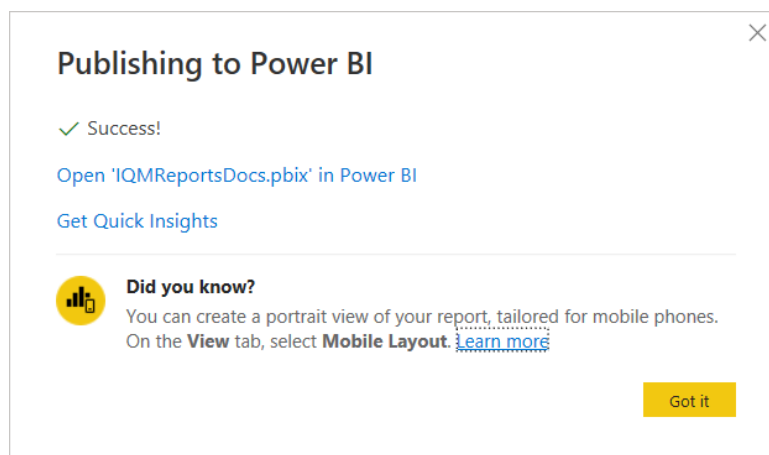 Publishing to Power BI
Success!
Open 'IQMReportsDocs.pbix' in Power BI
Get Quick Insights
Did you know?
You can create a portrait view of your report, tailored for mobile phones.
On the View tab, select Mobile Layout. Learn more
Got it